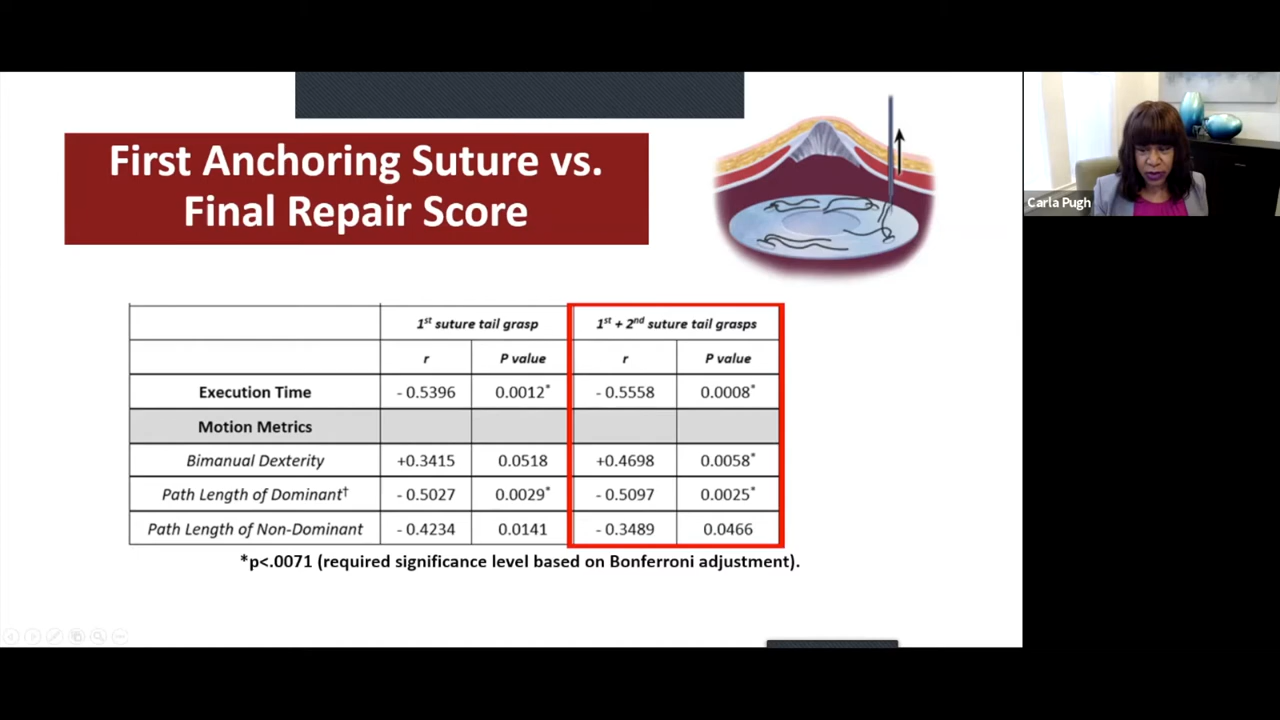 First Anchoring Suture vs.
Final Repair Score
Carla Pugh
1st suture tail grasp 1st + 2nd suture tail grasps
r P value r P value
Execution Time - 0.5396 0.0012* - 0.5558 0.0008*
Motion Metrics
Bimanual Dexterity +0.3415 0.0518 +0.4698 0.0058*
Path Length of Dominant† - 0.5027 0.0029* - 0.5097 0.0025*
Path Length of Non-Dominant - 0.4234 0.0141 - 0.3489 0.0466
*p<.0071 (required significance level based on Bonferroni adjustment).